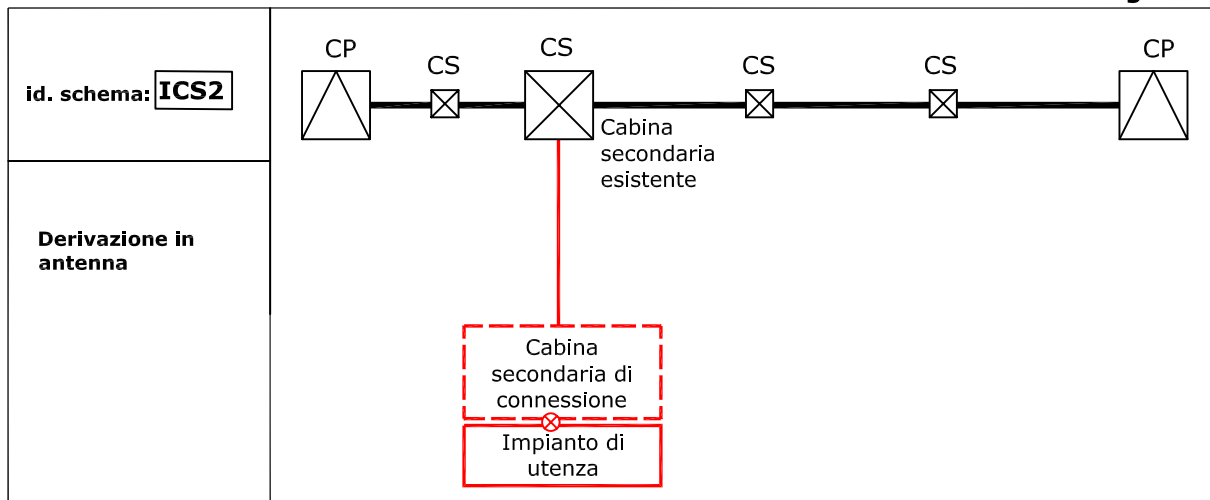 id. schema: ICS2
CP
CS
CS
CS
CS
CP
Cabina
secondaria
esistente
Derivazione in
antenna
Cabina
secondaria di
connessione
Impianto di
utenza